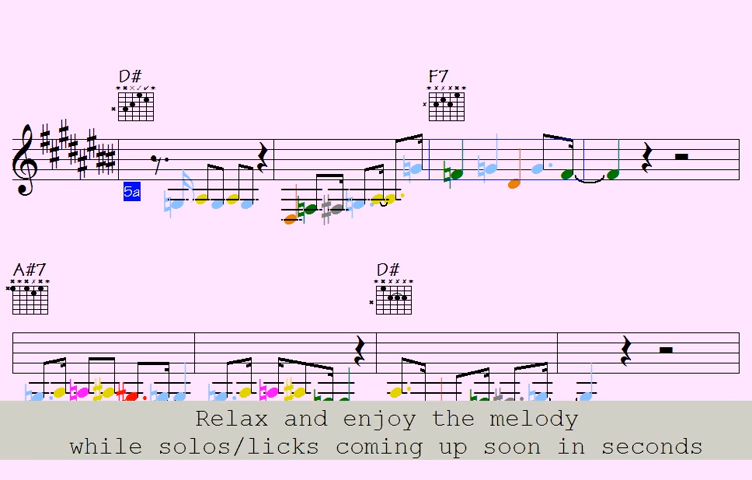 D#
F7
5a
A#7
D#
Relax and enjoy the melody
while solos/licks coming up soon in seconds